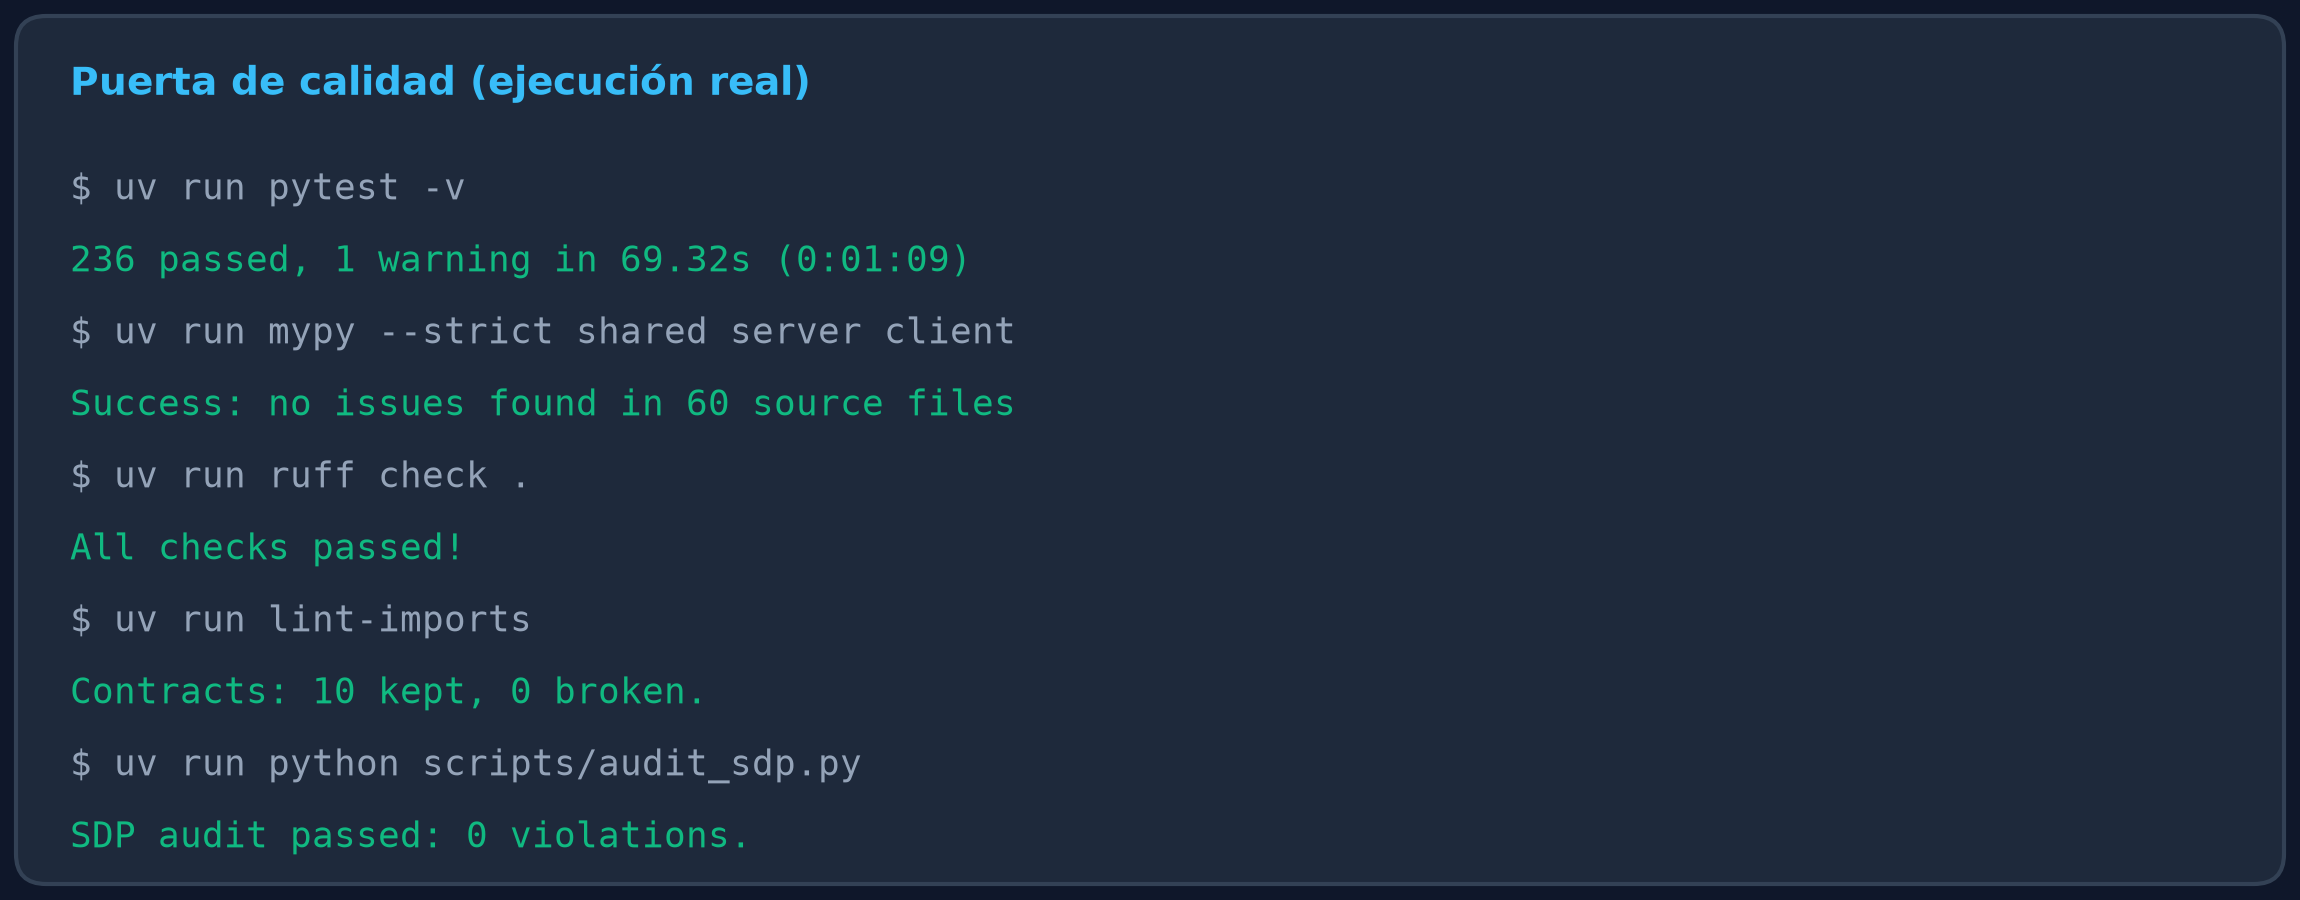 Puerta de calidad (ejecución real)
$ uv run pytest -v
236 passed, 1 warning in 69.32s (0:01:09)
$ uv run mypy --strict shared server client
Success: no issues found in 60 source files
$ uv run ruff check .
All checks passed!
$ uv run lint-imports
Contracts: 10 kept, 0 broken.
$ uv run python scripts/audit_sdp.py
SDP audit passed: 0 violations.